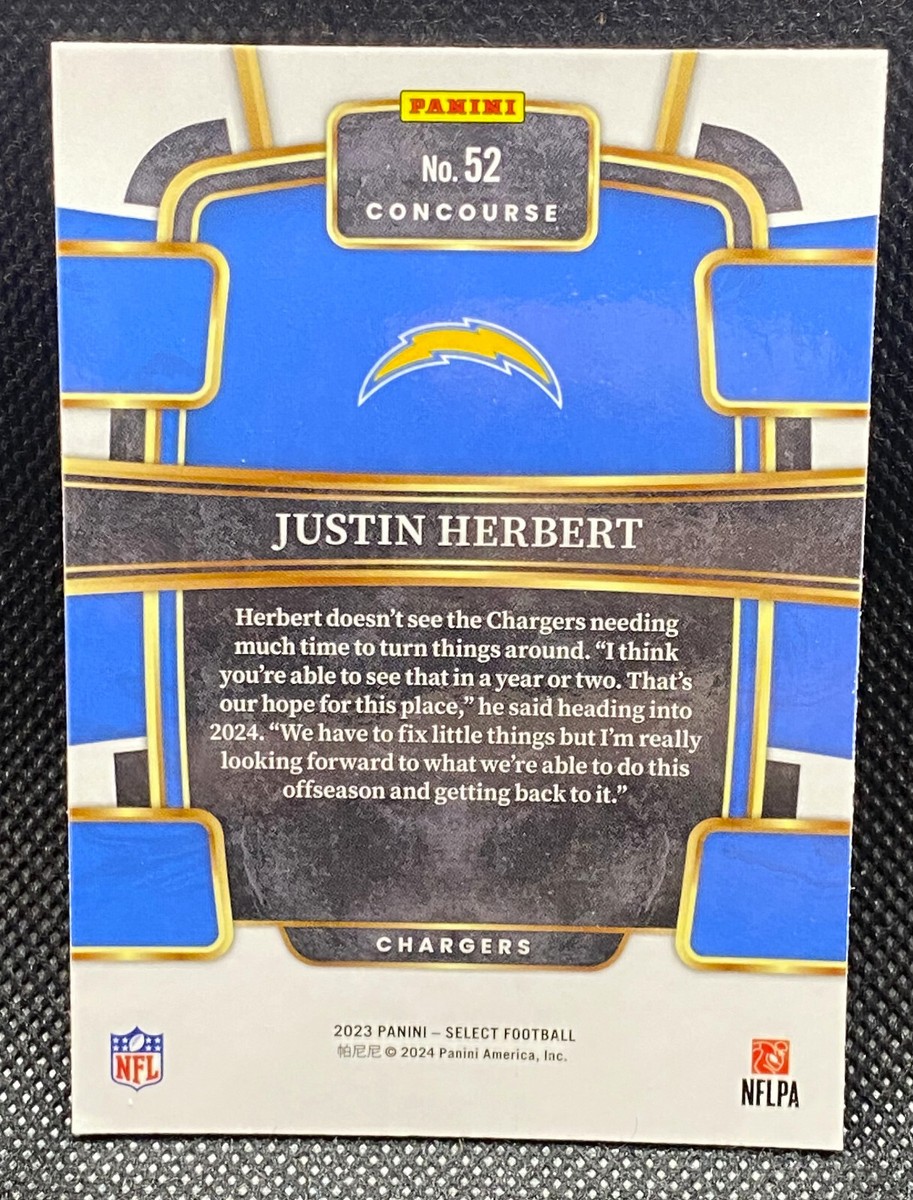 PANINI
No. 52
CONCOURSE
JUSTIN HERBERT
Herbert doesn't see the Chargers needing
much time to turn things around. “I think
you're able to see that in a year or two. That's
our hope for this place,” he said heading into
2024. “We have to fix little things but I'm really
looking forward to what we're able to do this
offseason and getting back to it.”
CHARGERS
2023 PANINI – SELECT FOOTBALL
帕尼尼 © 2024 Panini America, Inc.
NFL
NFLPA